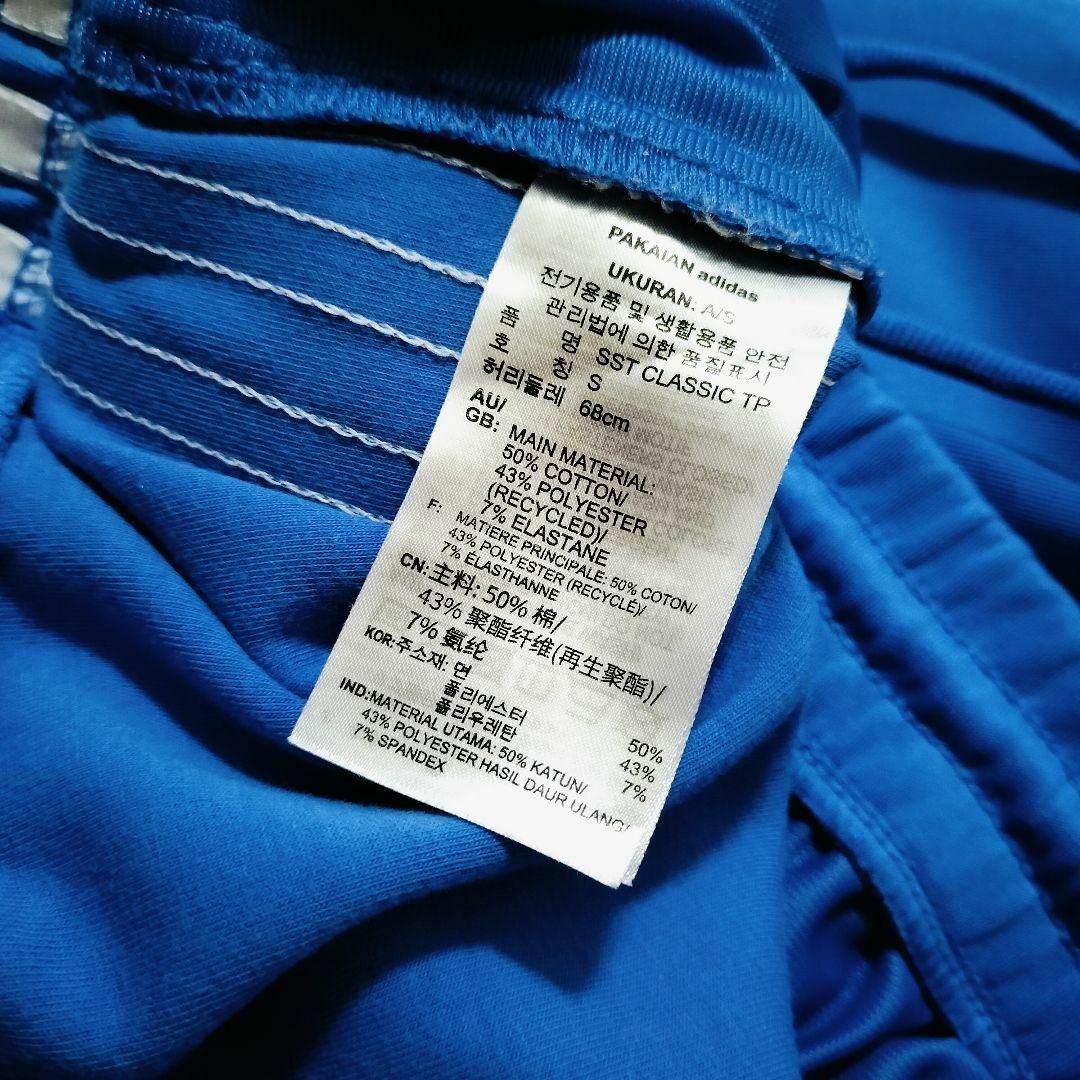 PAKAIAN adidas
UKURAN: A/S
전기용품 및 생활용품 안전
관리법에 의한 품질표시
품 명 SST CLASSIC TP
호 칭 S
허리둘레 68cm
AU/
GB: MAIN MATERIAL:
50% COTTON/
43% POLYESTER
(RECYCLED)/
7% ELASTANE
F: MATIERE PRINCIPALE: 50% COTON/
43% POLYESTER (RECYCLÉ)/
7% ÉLASTHANNE
CN: 主料: 50% 棉/
43% 聚酯纤维(再生聚酯)/
7% 氨纶
KOR: 주소재: 면 50%
폴리에스터 43%
폴리우레탄 7%
IND: MATERIAL UTAMA: 50% KATUN/
43% POLYESTER HASIL DAUR ULANG/
7% SPANDEX